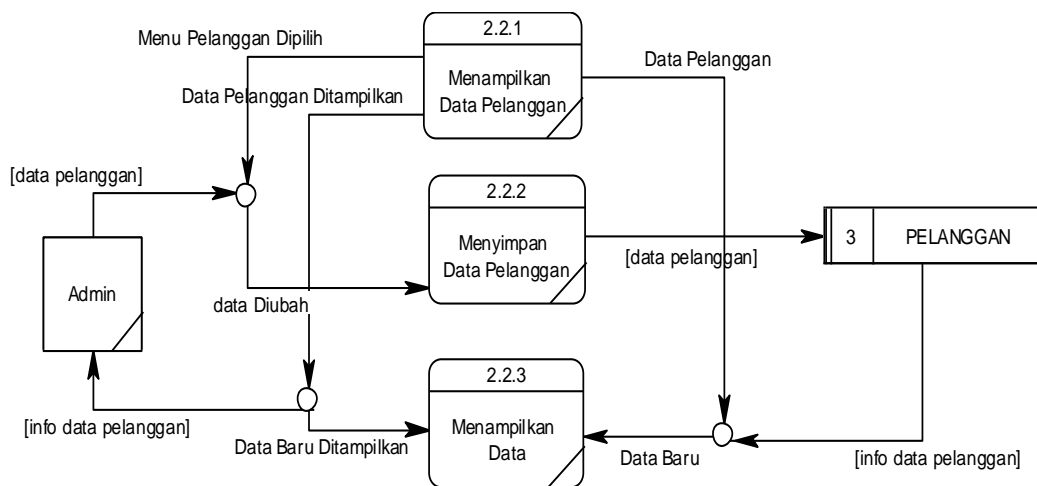 2.2.1
Menu Pelanggan Dipilih
Data Pelanggan
Menampilkan
Data Pelanggan
Data Pelanggan Ditampilkan
[data pelanggan]
2.2.2
Menyimpan
Data Pelanggan
3 PELANGGAN
[data pelanggan]
Admin
data Diubah
2.2.3
Menampilkan
Data
[info data pelanggan]
Data Baru Ditampilkan
Data Baru
[info data pelanggan]